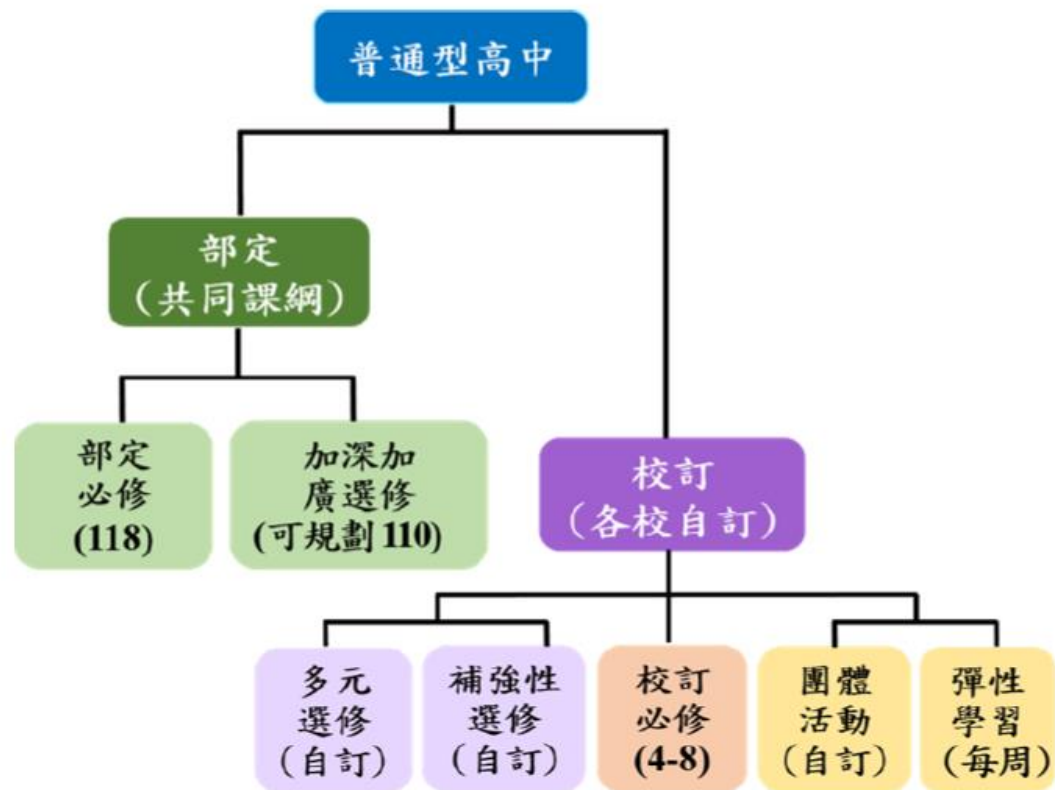 普通型高中
部定
（共同課綱）
部定
必修
(118)
加深加
廣選修
(可規劃110)
校訂
（各校自訂）
多元
選修
（自訂）
補強性
選修
（自訂）
校訂
必修
(4-8)
團體
活動
（自訂）
彈性
學習
（每周）